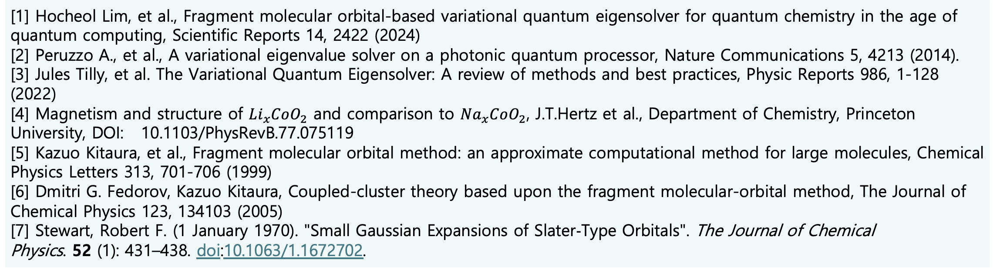 [1] Hocheol Lim, et al., Fragment molecular orbital-based variational quantum eigensolver for quantum chemistry in the age of
quantum computing, Scientific Reports 14, 2422 (2024)
[2] Peruzzo A., et al., A variational eigenvalue solver on a photonic quantum processor, Nature Communications 5, 4213 (2014).
[3] Jules Tilly, et al. The Variational Quantum Eigensolver: A review of methods and best practices, Physic Reports 986, 1-128
(2022)
[4] Magnetism and structure of LiₓCoO₂ and comparison to NaₓCoO₂, J.T.Hertz et al., Department of Chemistry, Princeton
University, DOI: 10.1103/PhysRevB.77.075119
[5] Kazuo Kitaura, et al., Fragment molecular orbital method: an approximate computational method for large molecules, Chemical
Physics Letters 313, 701-706 (1999)
[6] Dmitri G. Fedorov, Kazuo Kitaura, Coupled-cluster theory based upon the fragment molecular-orbital method, The Journal of
Chemical Physics 123, 134103 (2005)
[7] Stewart, Robert F. (1 January 1970). "Small Gaussian Expansions of Slater-Type Orbitals". The Journal of Chemical
Physics. 52 (1): 431–438. doi:10.1063/1.1672702.